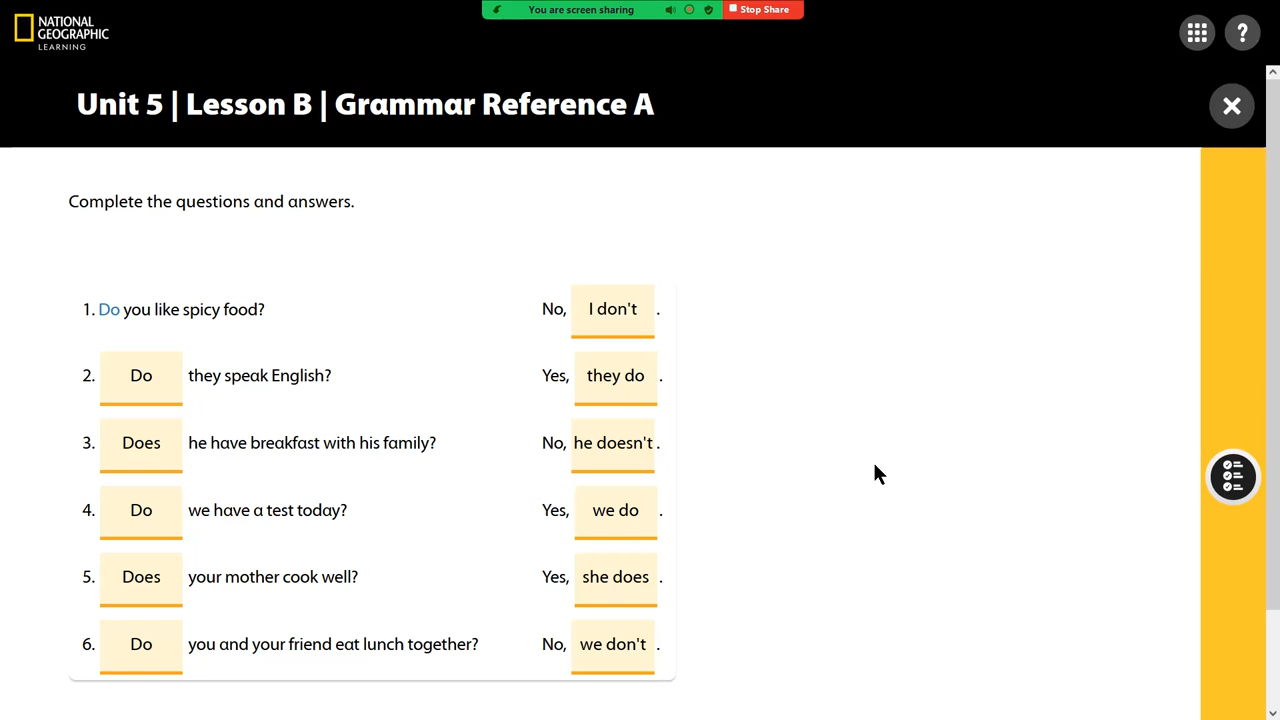 You are screen sharing Stop Share
NATIONAL
GEOGRAPHIC
LEARNING
?
Unit 5 | Lesson B | Grammar Reference A
Complete the questions and answers.
1. Do you like spicy food? No, I don't .
2. Do they speak English? Yes, they do .
3. Does he have breakfast with his family? No, he doesn't .
4. Do we have a test today? Yes, we do .
5. Does your mother cook well? Yes, she does .
6. Do you and your friend eat lunch together? No, we don't .